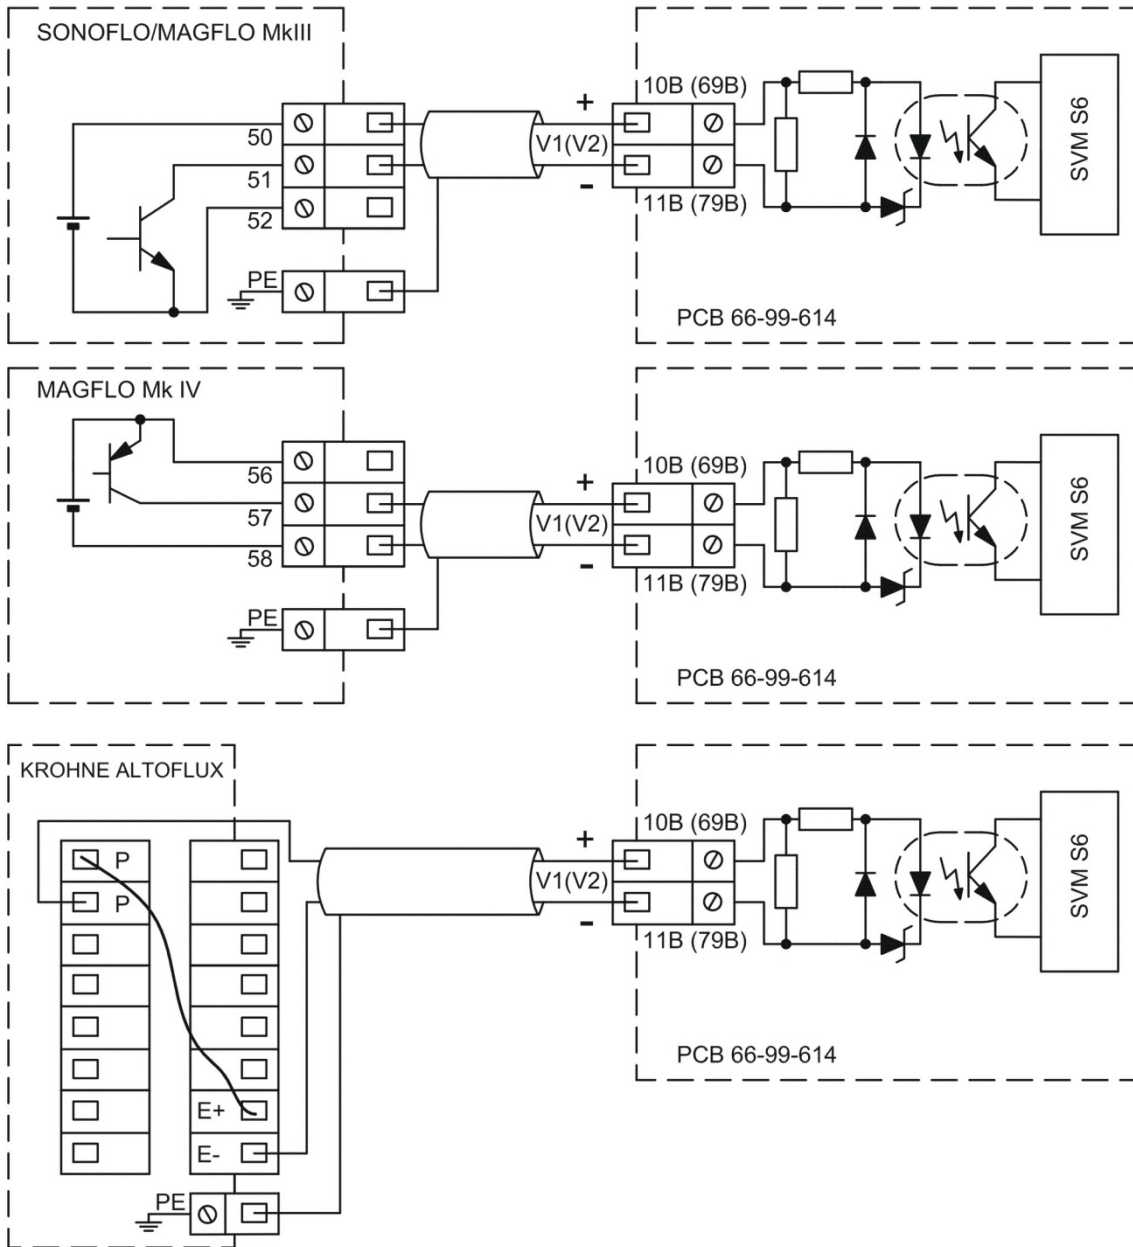 SONOFLO/MAGFLO MkIII
50
51
52
PE
+
V1(V2)
-
10B (69B)
11B (79B)
SVM S6
PCB 66-99-614
MAGFLO Mk IV
56
57
58
PE
+
V1(V2)
-
10B (69B)
11B (79B)
SVM S6
PCB 66-99-614
KROHNE ALTOFLUX
P
P
E+
E-
PE
+
V1(V2)
-
10B (69B)
11B (79B)
SVM S6
PCB 66-99-614